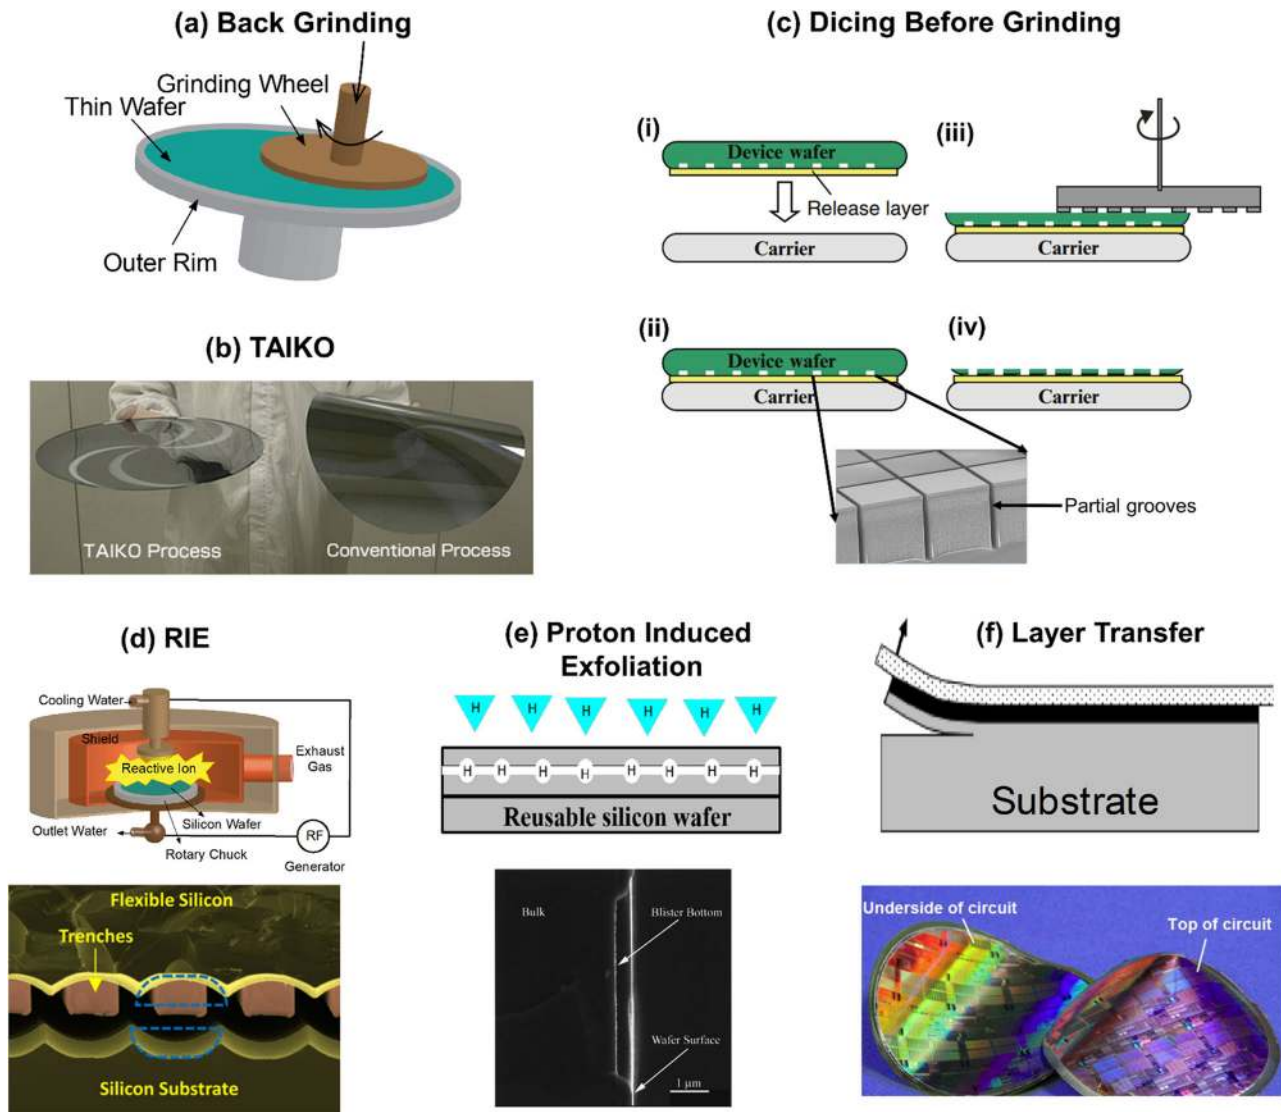 (a) Back Grinding
Grinding Wheel
Thin Wafer
Outer Rim
(b) TAIKO
TAIKO Process
Conventional Process
(c) Dicing Before Grinding
(i)
Device wafer
Release layer
Carrier
(ii)
Device wafer
Carrier
Partial grooves
(iii)
Carrier
(iv)
Carrier
(d) RIE
Cooling Water
Shield
Reactive Ion
Exhaust
Gas
Silicon Wafer
Outlet Water
Rotary Chuck
RF
Generator
Flexible Silicon
Trenches
Silicon Substrate
(e) Proton Induced
Exfoliation
H H H H H H
H H H H H H H H
Reusable silicon wafer
Bulk
Blister Bottom
Wafer Surface
1 μm
(f) Layer Transfer
Substrate
Underside of circuit
Top of circuit